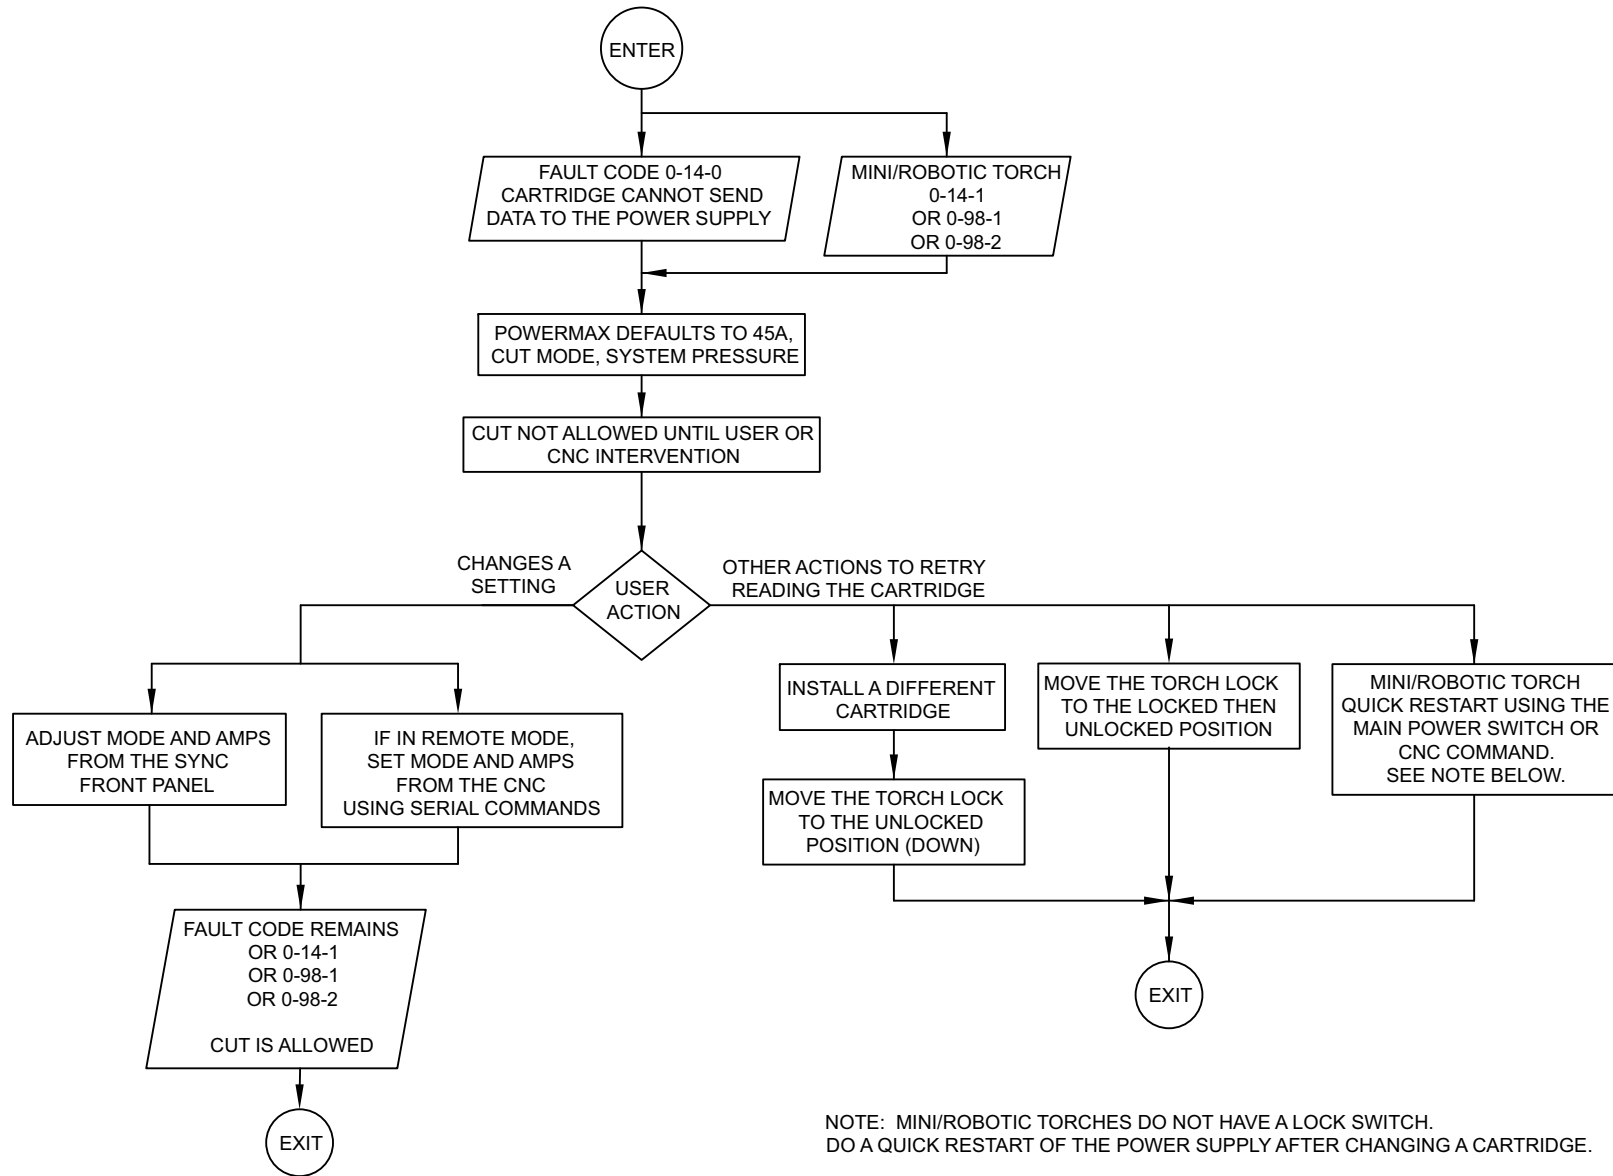 ENTER
FAULT CODE 0-14-0
CARTRIDGE CANNOT SEND
DATA TO THE POWER SUPPLY
MINI/ROBOTIC TORCH
0-14-1
OR 0-98-1
OR 0-98-2
POWERMAX DEFAULTS TO 45A,
CUT MODE, SYSTEM PRESSURE
CUT NOT ALLOWED UNTIL USER OR
CNC INTERVENTION
CHANGES A
SETTING
USER
ACTION
OTHER ACTIONS TO RETRY
READING THE CARTRIDGE
ADJUST MODE AND AMPS
FROM THE SYNC
FRONT PANEL
IF IN REMOTE MODE,
SET MODE AND AMPS
FROM THE CNC
USING SERIAL COMMANDS
INSTALL A DIFFERENT
CARTRIDGE
MOVE THE TORCH LOCK
TO THE UNLOCKED
POSITION (DOWN)
MOVE THE TORCH LOCK
TO THE LOCKED THEN
UNLOCKED POSITION
MINI/ROBOTIC TORCH
QUICK RESTART USING THE
MAIN POWER SWITCH OR
CNC COMMAND.
SEE NOTE BELOW.
FAULT CODE REMAINS
OR 0-14-1
OR 0-98-1
OR 0-98-2
CUT IS ALLOWED
EXIT
EXIT
NOTE: MINI/ROBOTIC TORCHES DO NOT HAVE A LOCK SWITCH.
DO A QUICK RESTART OF THE POWER SUPPLY AFTER CHANGING A CARTRIDGE.